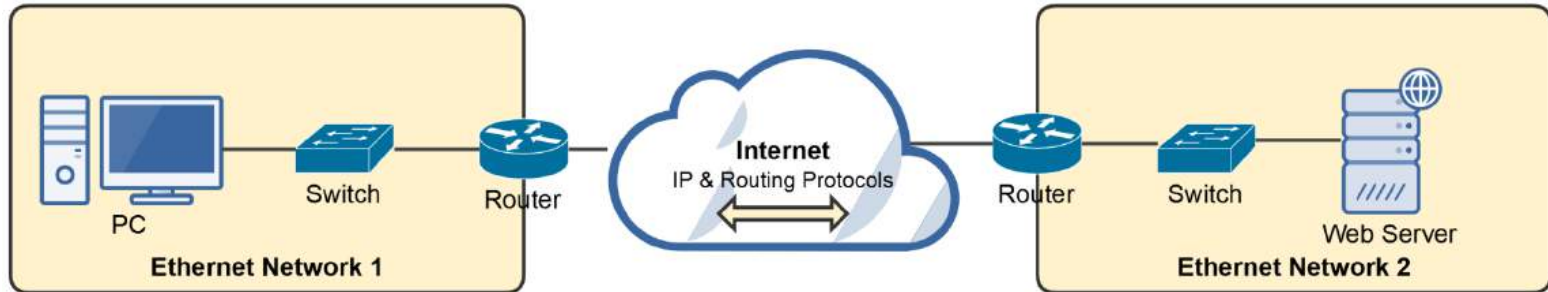 PC
Switch
Router
Ethernet Network 1
Internet
IP & Routing Protocols
Router
Switch
Web Server
Ethernet Network 2